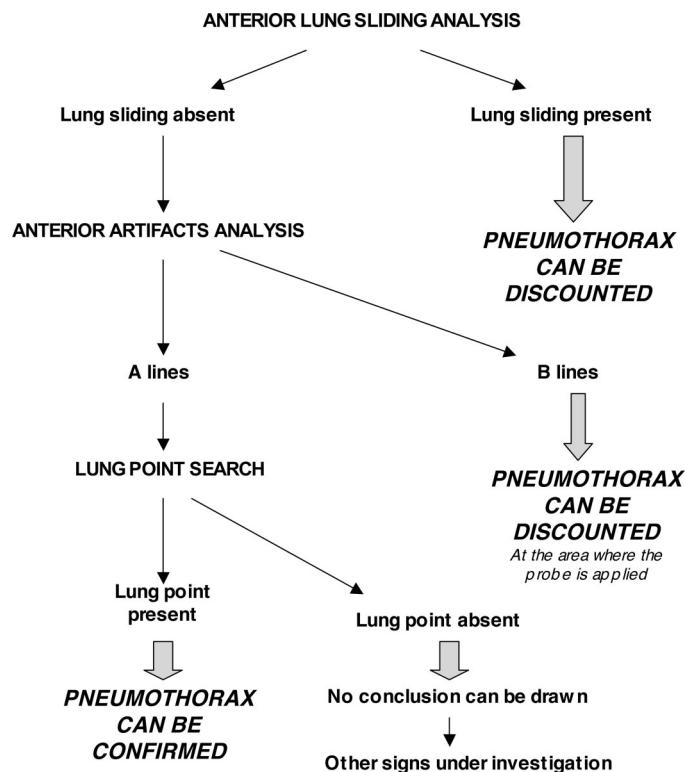 ANTERIOR LUNG SLIDING ANALYSIS
Lung sliding absent
Lung sliding present
ANTERIOR ARTIFACTS ANALYSIS
PNEUMOTHORAX
CAN BE
DISCOUNTED
A lines
B lines
LUNG POINT SEARCH
PNEUMOTHORAX
CAN BE
DISCOUNTED
At the area where the
probe is applied
Lung point
present
Lung point absent
PNEUMOTHORAX
CAN BE
CONFIRMED
No conclusion can be drawn
Other signs under investigation